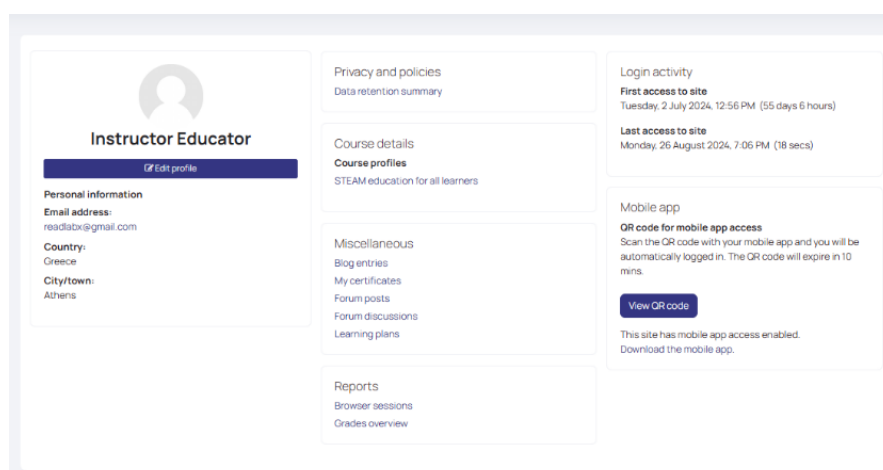 Instructor Educator
Edit profile
Personal information
Email address:
readlabx@gmail.com
Country:
Greece
City/town:
Athens
Privacy and policies
Data retention summary
Course details
Course profiles
STEAM education for all learners
Miscellaneous
Blog entries
My certificates
Forum posts
Forum discussions
Learning plans
Reports
Browser sessions
Grades overview
Login activity
First access to site
Tuesday, 2 July 2024, 12:56 PM (55 days 6 hours)
Last access to site
Monday, 26 August 2024, 7:06 PM (18 secs)
Mobile app
QR code for mobile app access
Scan the QR code with your mobile app and you will be
automatically logged in. The QR code will expire in 10
mins.
View QR code
This site has mobile app access enabled.
Download the mobile app.